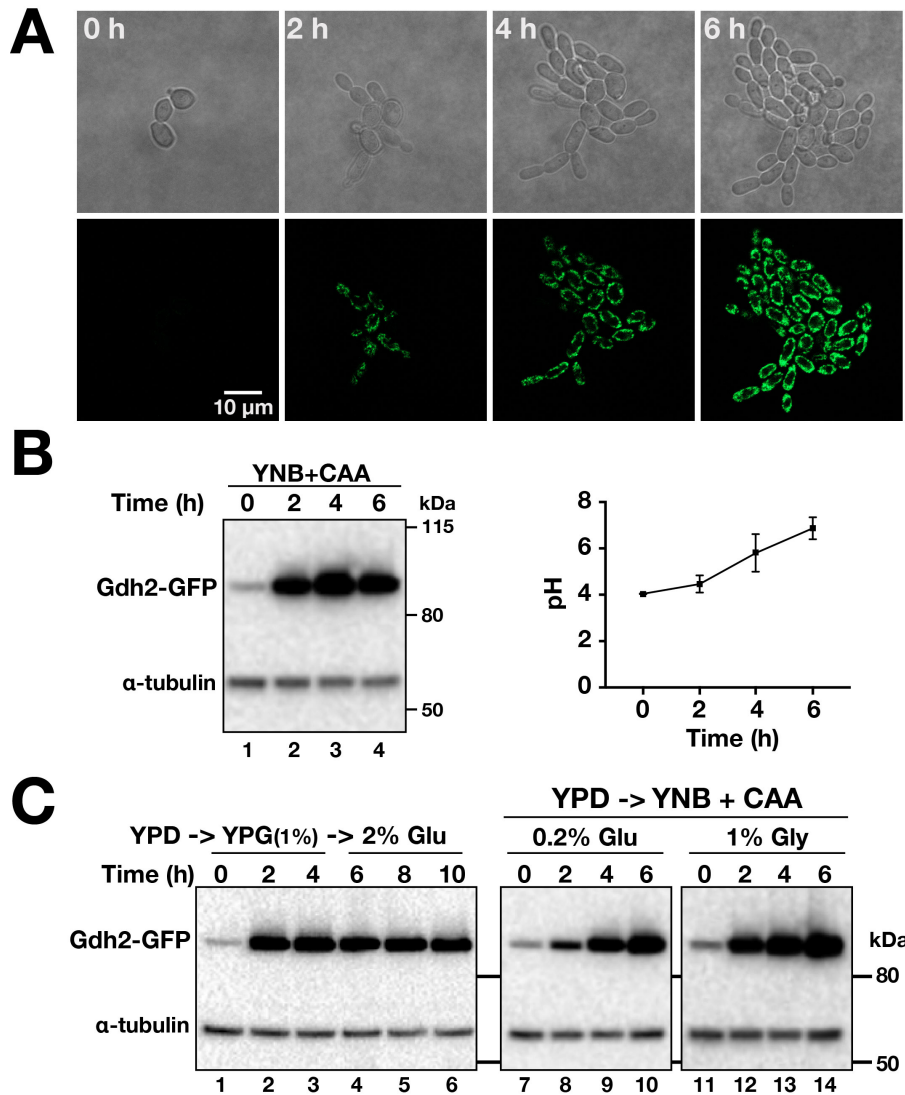 A
0 h 2 h 4 h 6 h
10 µm
B
YNB+CAA
Time (h) 0 2 4 6 kDa
115
Gdh2-GFP
80
α-tubulin
50
1 2 3 4
8
6
4
2
0
pH
0 2 4 6
Time (h)
C
YPD -> YNB + CAA
YPD -> YPG(1%) -> 2% Glu 0.2% Glu 1% Gly
Time (h) 0 2 4 6 8 10 0 2 4 6 0 2 4 6
Gdh2-GFP kDa
80
α-tubulin
50
1 2 3 4 5 6 7 8 9 10 11 12 13 14